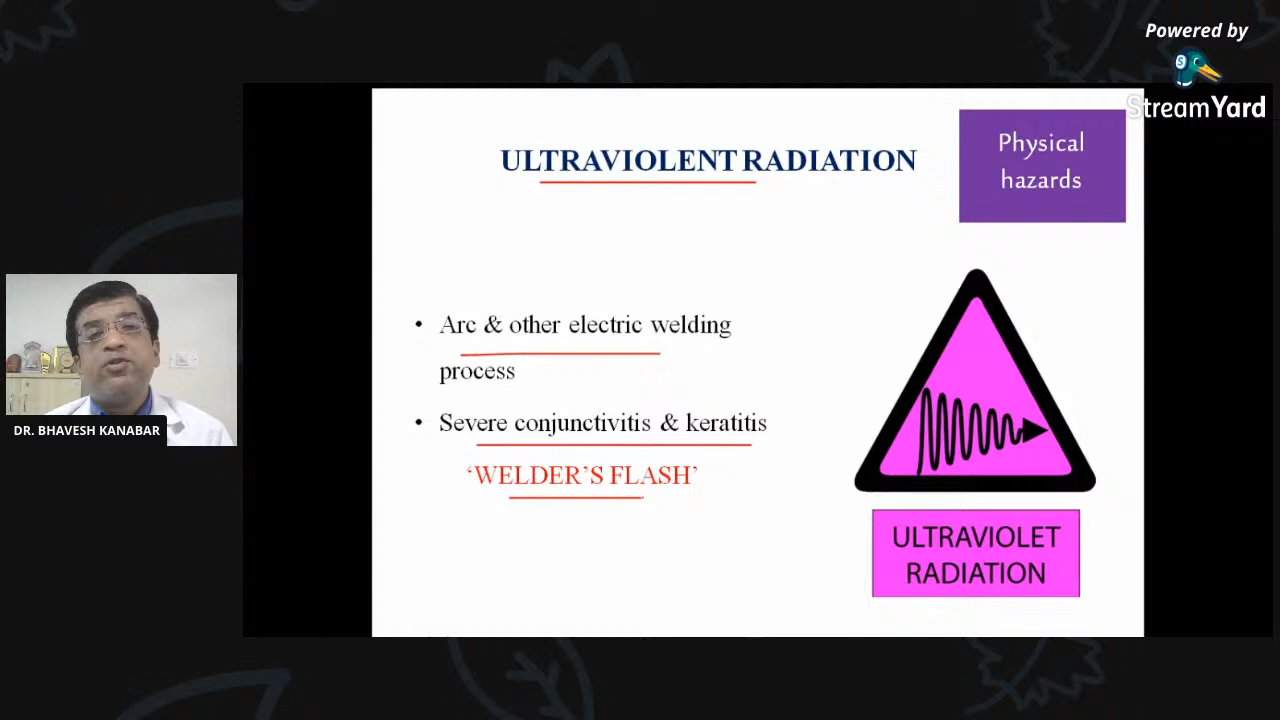 Powered by
StreamYard
ULTRAVIOLENT RADIATION
Physical
hazards
• Arc & other electric welding
process
• Severe conjunctivitis & keratitis
‘WELDER’S FLASH’
ULTRAVIOLET
RADIATION
DR. BHAVESH KANABAR